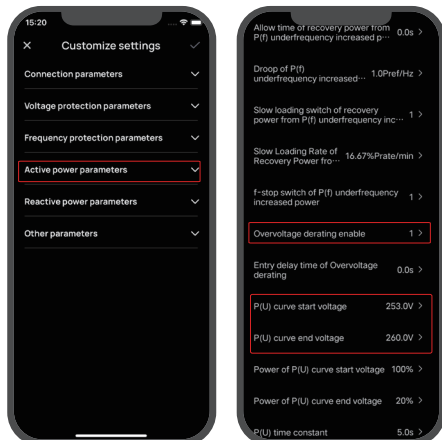 15:20
Customize settings
Connection parameters
Voltage protection parameters
Frequency protection parameters
Active power parameters
Reactive power parameters
Other parameters
Allow time of recovery power from
P(f) underfrequency increased p··· 0.0s >
Droop of P(f)
underfrequency increased··· 1.0Pref/Hz >
Slow loading switch of recovery
power from P(f) underfrequency inc··· 1 >
Slow Loading Rate of
Recovery Power fro··· 16.67%Prate/min >
f-stop switch of P(f) underfrequency
increased power 1 >
Overvoltage derating enable 1 >
Entry delay time of Overvoltage
derating 0.0s >
P(U) curve start voltage 253.0V >
P(U) curve end voltage 260.0V >
Power of P(U) curve start voltage 100% >
Power of P(U) curve end voltage 20% >
P(U) time constant 5.0s >